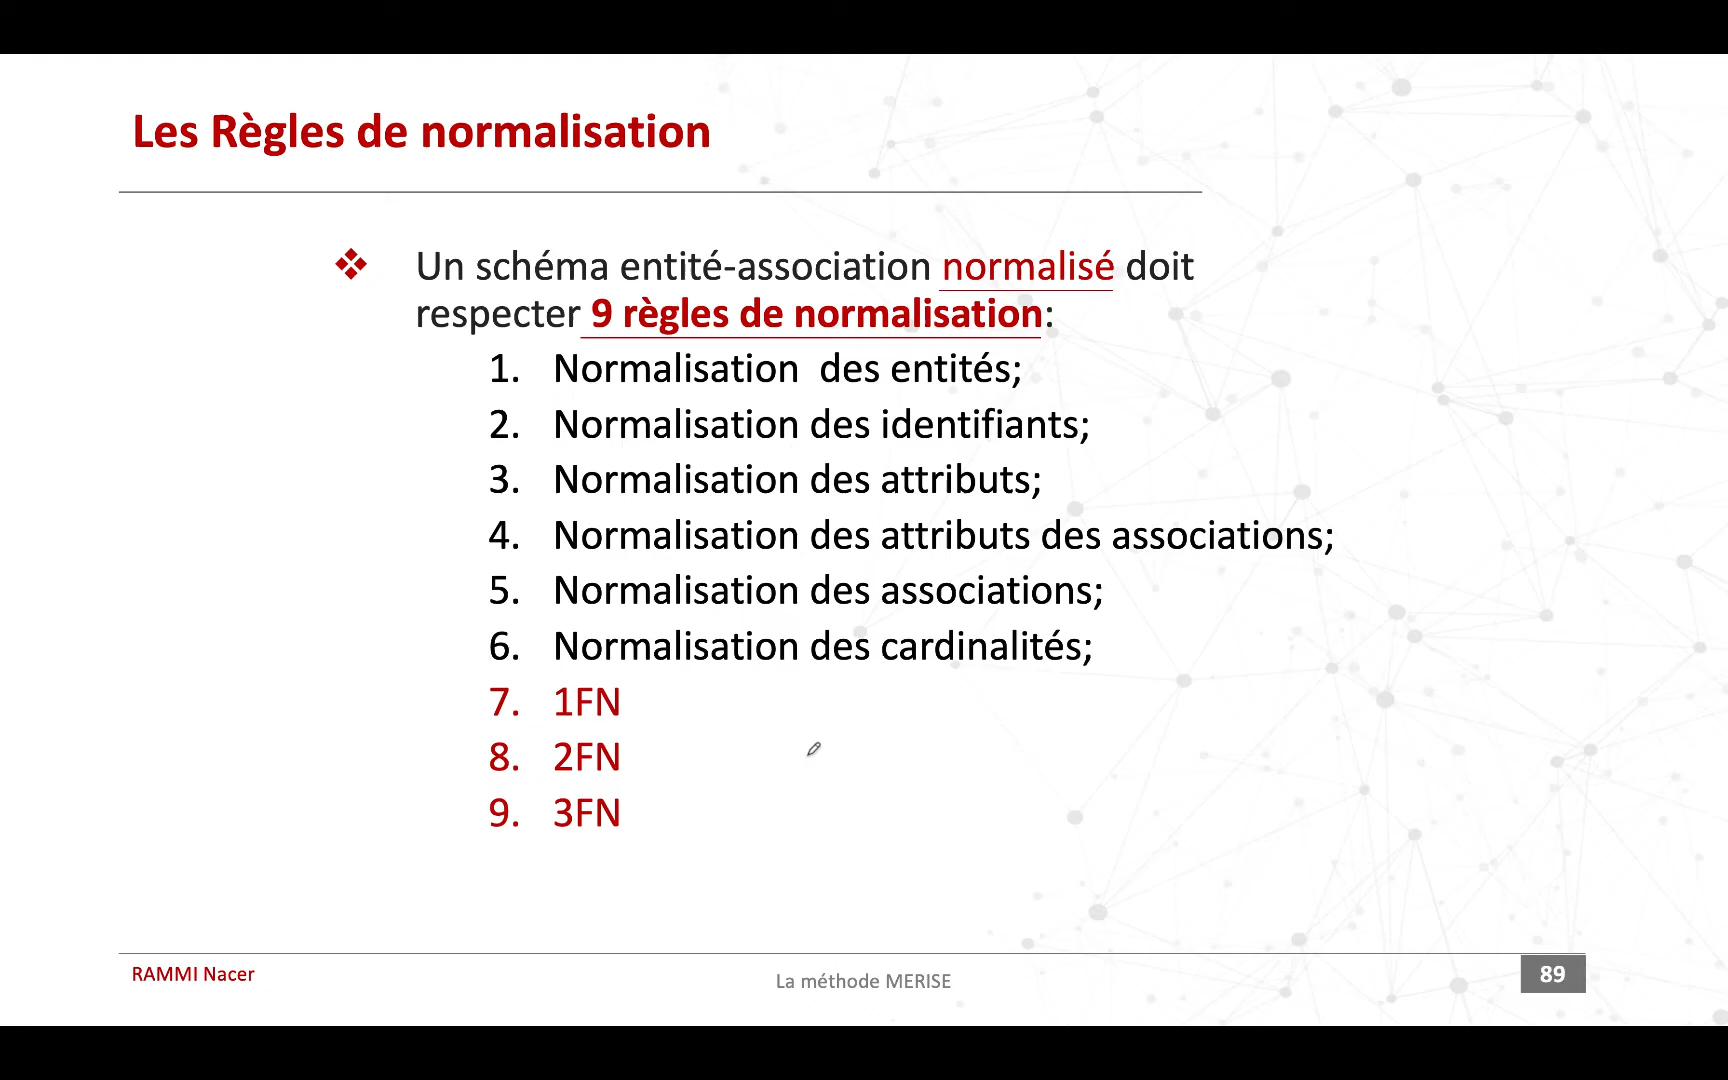 Les Règles de normalisation
Un schéma entité-association normalisé doit
respecter 9 règles de normalisation:
1. Normalisation des entités;
2. Normalisation des identifiants;
3. Normalisation des attributs;
4. Normalisation des attributs des associations;
5. Normalisation des associations;
6. Normalisation des cardinalités;
7. 1FN
8. 2FN
9. 3FN
RAMMI Nacer
La méthode MERISE
89